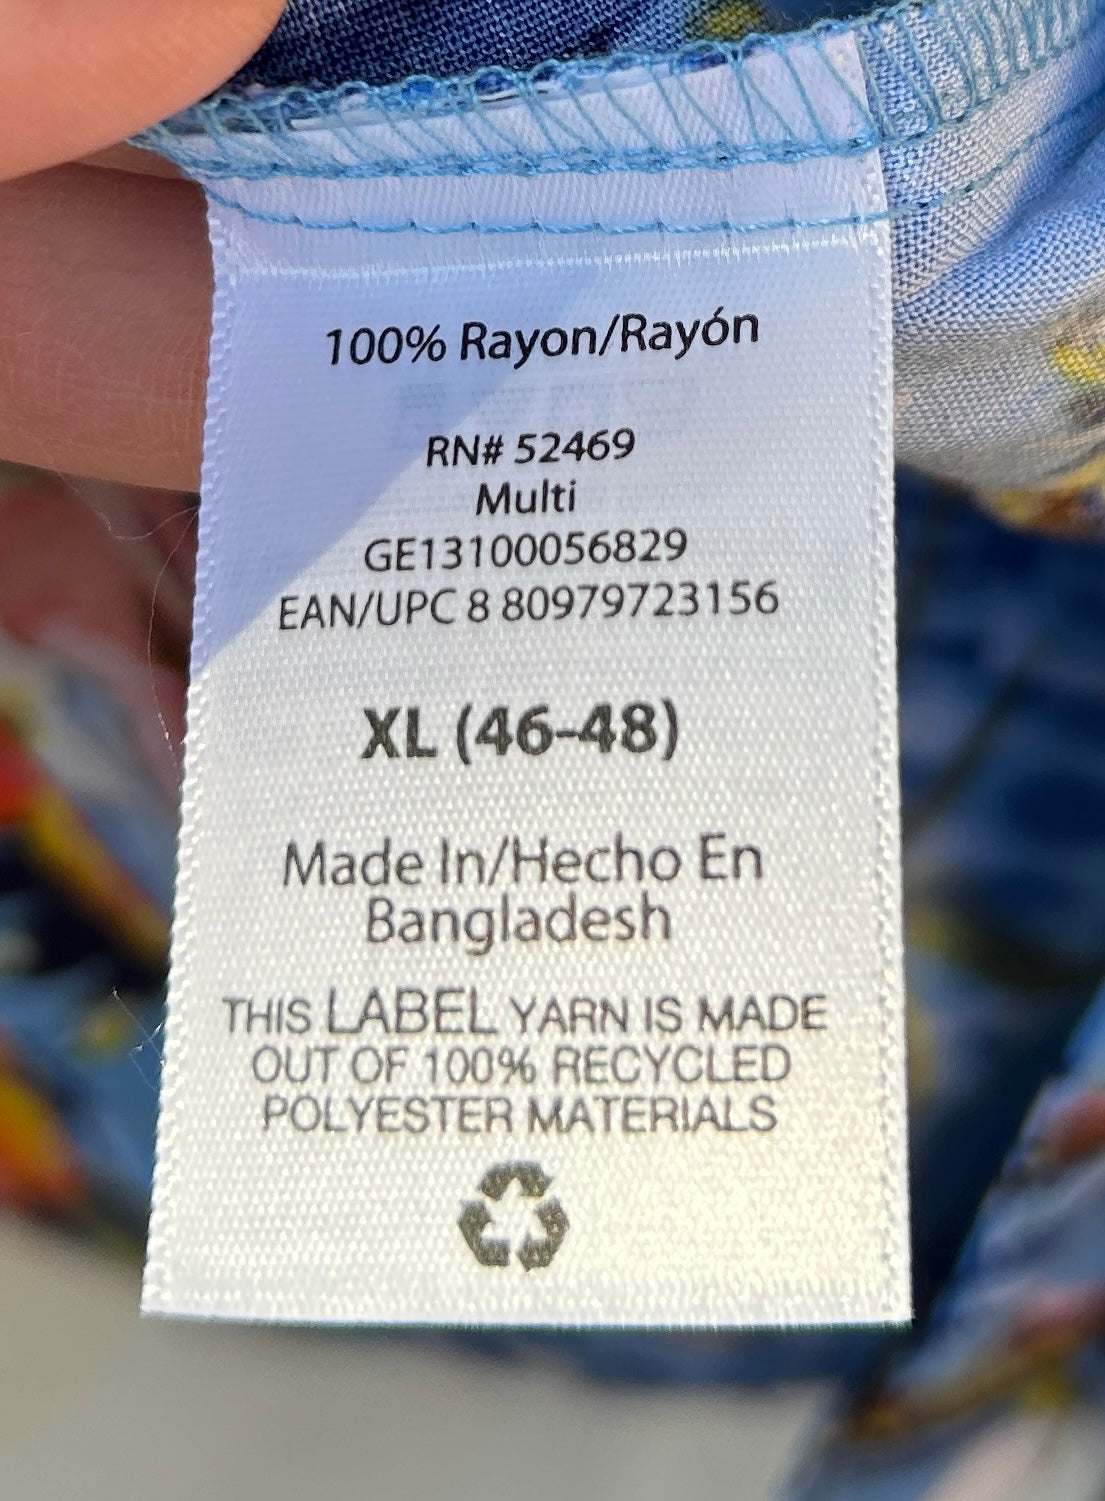 100% Rayon/Rayón
RN# 52469
Multi
GE13100056829
EAN/UPC 8 80979723156
XL (46-48)
Made In/Hecho En
Bangladesh
THIS LABEL YARN IS MADE
OUT OF 100% RECYCLED
POLYESTER MATERIALS